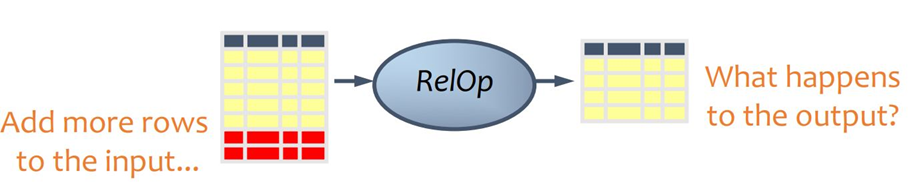 Add more rows
to the input...
RelOp
What happens
to the output?